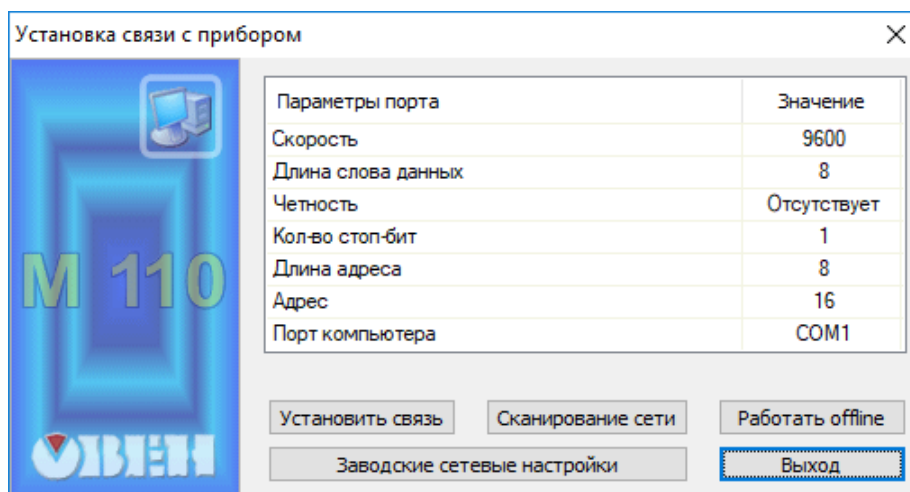 Установка связи с прибором
М 110
ОВЕН
Параметры порта Значение
Скорость 9600
Длина слова данных 8
Четность Отсутствует
Кол-во стоп-бит 1
Длина адреса 8
Адрес 16
Порт компьютера COM1
Установить связь Сканирование сети Работать offline
Заводские сетевые настройки Выход